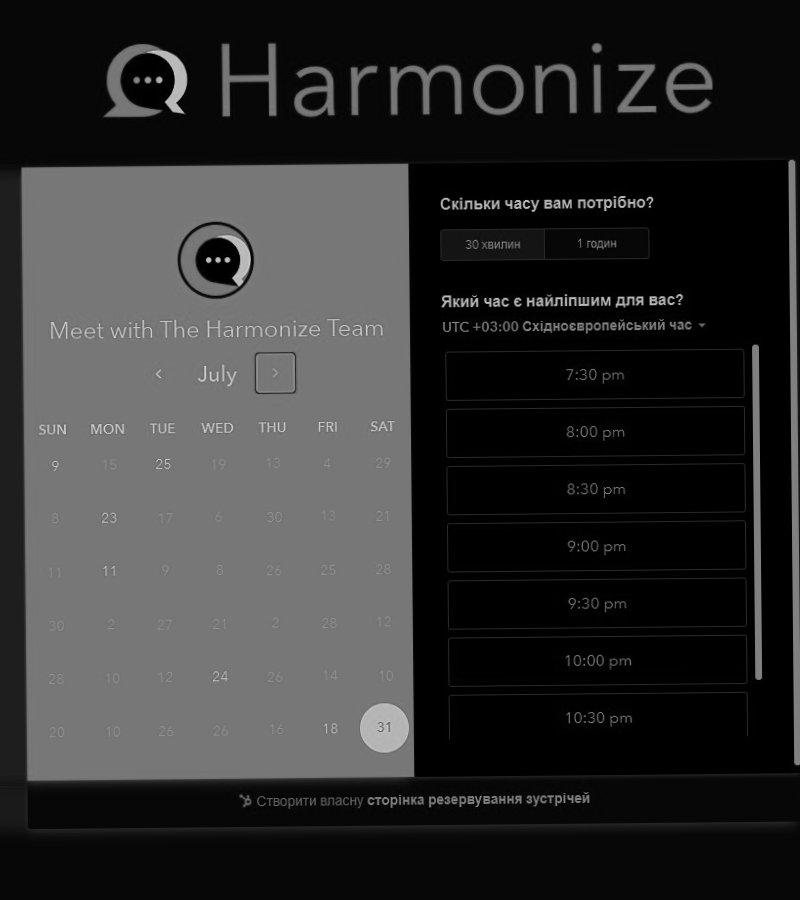 Harmonize
Meet with The Harmonize Team
July
SUN MON TUE WED THU FRI SAT
9 15 25 19 13 4 29
8 23 17 6 30 13 21
11 11 9 8 26 25 28
30 2 27 21 2 28 12
28 10 12 24 26 14 10
20 10 26 26 16 18 31
Скільки часу вам потрібно?
30 хвилин 1 годин
Який час є найліпшим для вас?
UTC +03:00 Східноєвропейський час
7:30 pm
8:00 pm
8:30 pm
9:00 pm
9:30 pm
10:00 pm
10:30 pm
Створити власну сторінка резервування зустрічей